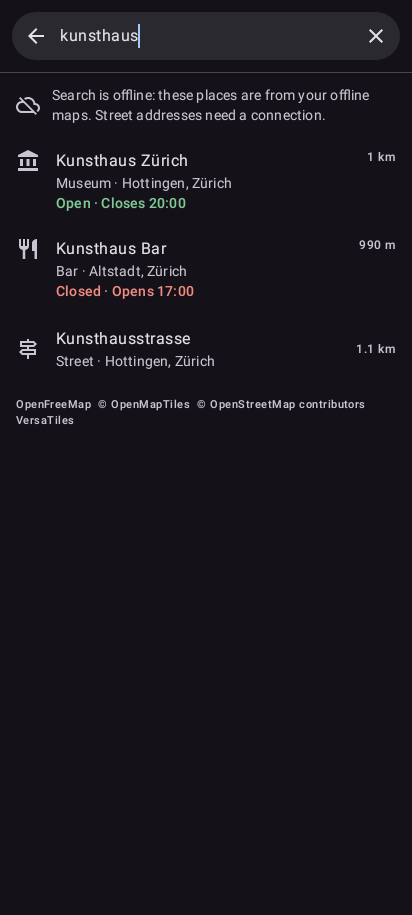 kunsthaus
Search is offline: these places are from your offline
maps. Street addresses need a connection.
Kunsthaus Zürich
1 km
Museum · Hottingen, Zürich
Open · Closes 20:00
Kunsthaus Bar
990 m
Bar · Altstadt, Zürich
Closed · Opens 17:00
Kunsthausstrasse
1.1 km
Street · Hottingen, Zürich
OpenFreeMap © OpenMapTiles © OpenStreetMap contributors
VersaTiles